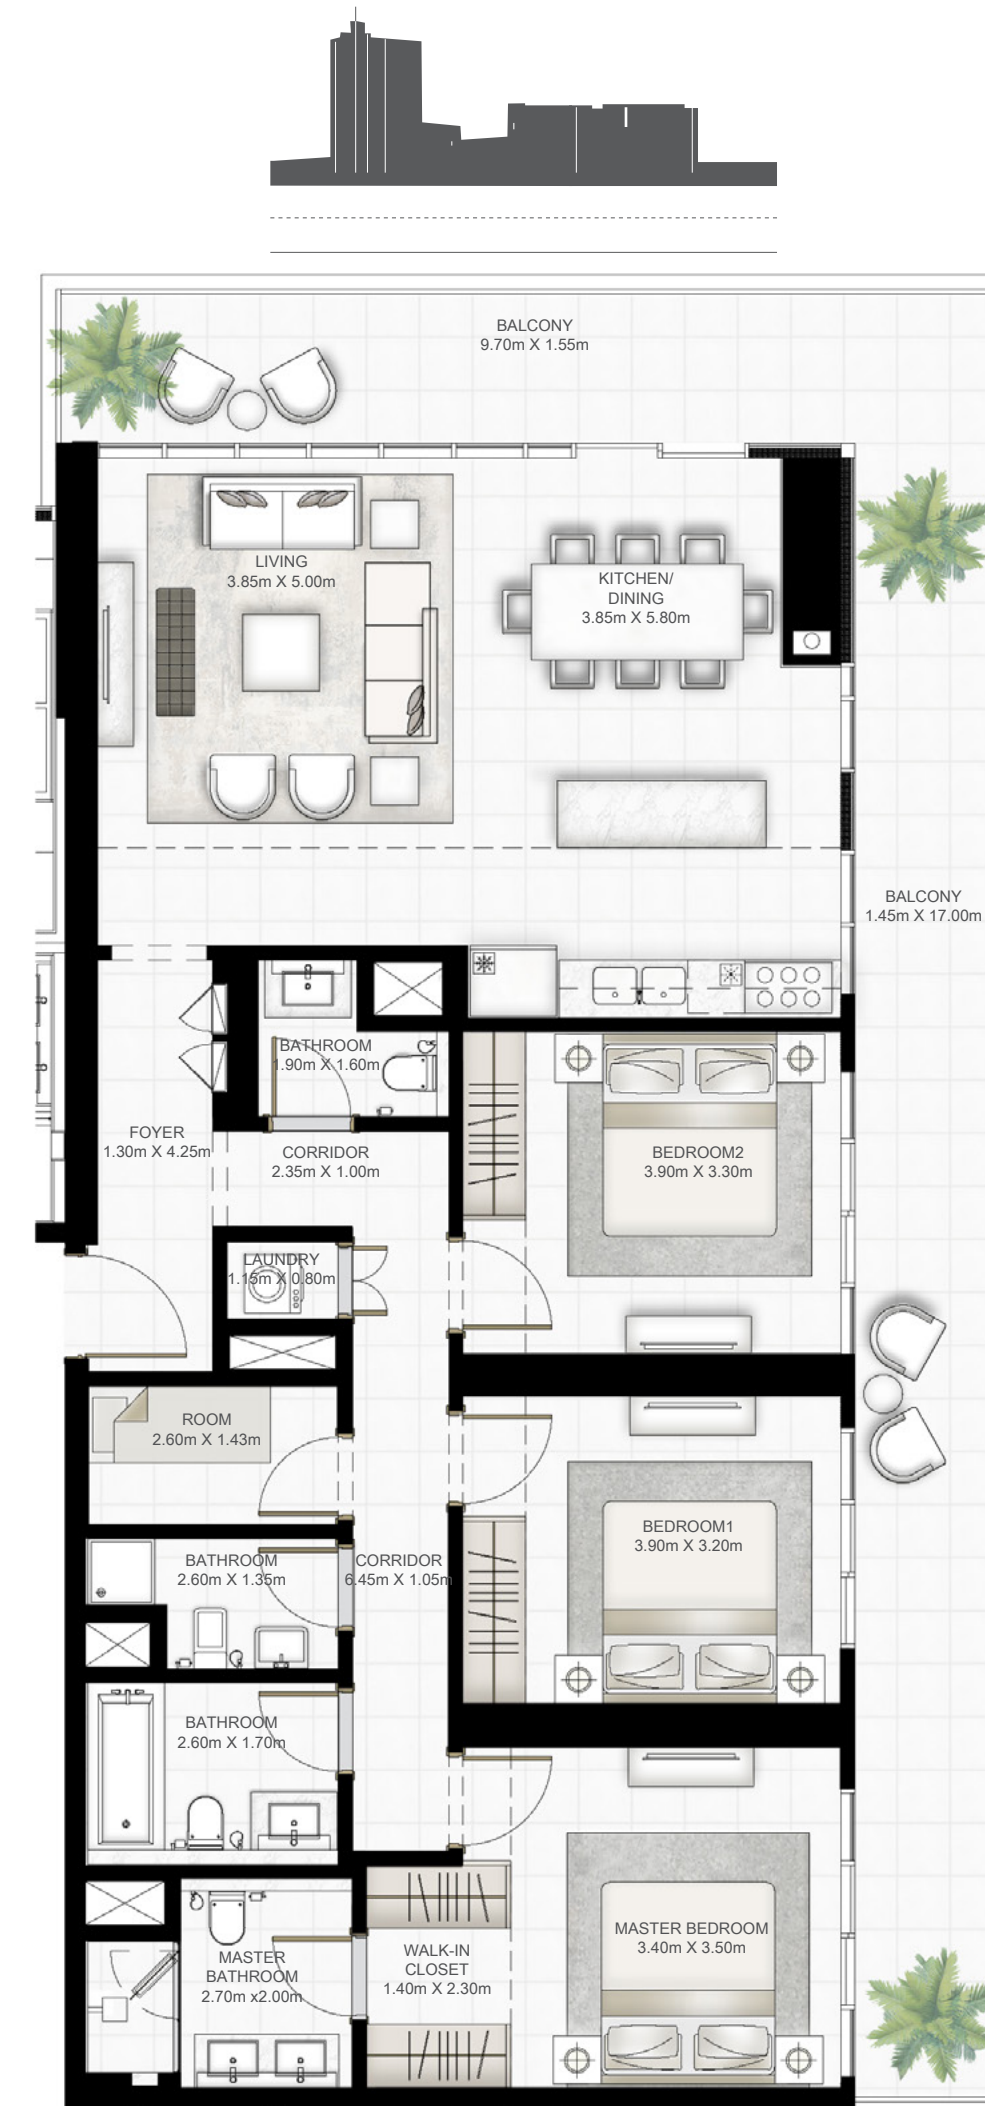 BALCONY
9.70m X 1.55m
LIVING
3.85m X 5.00m
KITCHEN/
DINING
3.85m X 5.80m
BALCONY
1.45m X 17.00m
BATHROOM
1.90m X 1.60m
FOYER
1.30m X 4.25m
CORRIDOR
2.35m X 1.00m
BEDROOM2
3.90m X 3.30m
LAUNDRY
1.15m X 0.80m
ROOM
2.60m X 1.43m
BEDROOM1
3.90m X 3.20m
BATHROOM
2.60m X 1.35m
CORRIDOR
6.45m X 1.05m
BATHROOM
2.60m X 1.70m
MASTER BEDROOM
3.40m X 3.50m
WALK-IN
CLOSET
1.40m X 2.30m
MASTER
BATHROOM
2.70m x2.00m